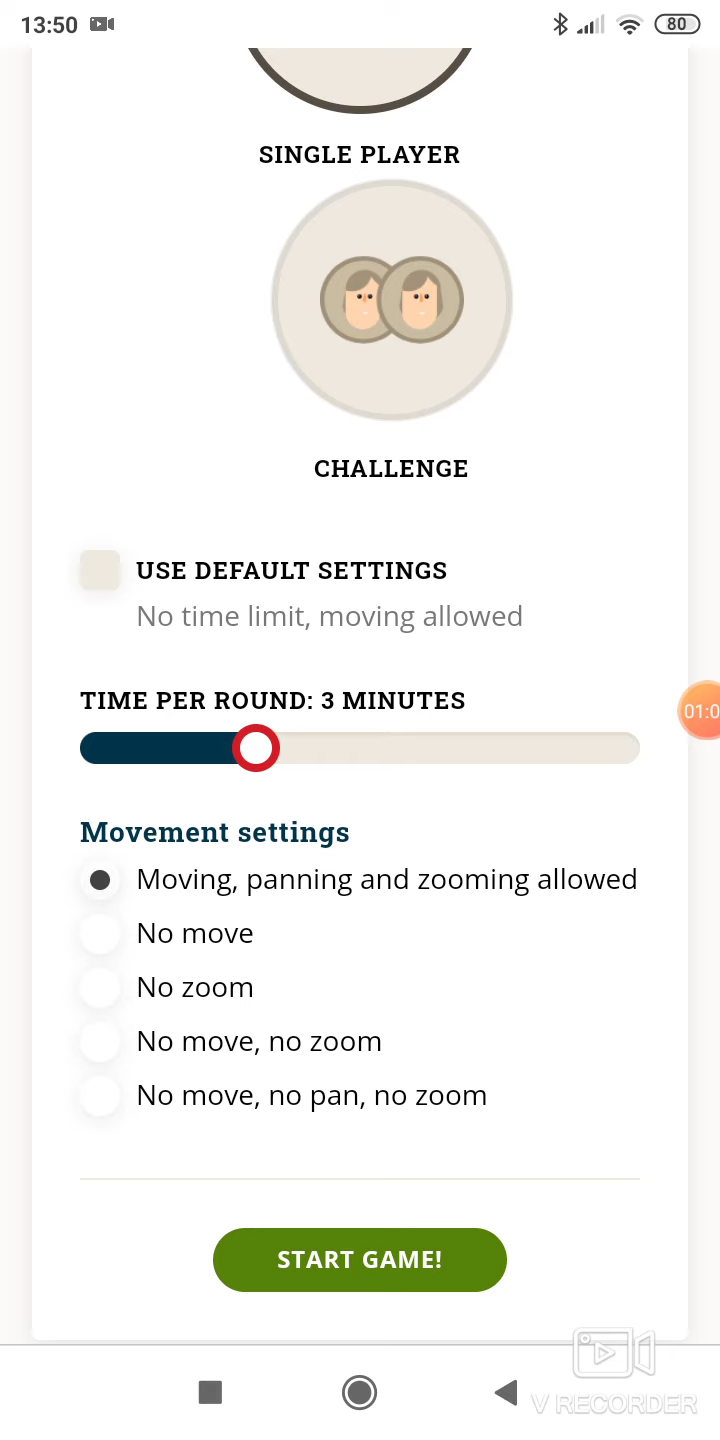 13:50
80
SINGLE PLAYER
CHALLENGE
USE DEFAULT SETTINGS
No time limit, moving allowed
TIME PER ROUND: 3 MINUTES
01:0
Movement settings
Moving, panning and zooming allowed
No move
No zoom
No move, no zoom
No move, no pan, no zoom
START GAME!
V RECORDER